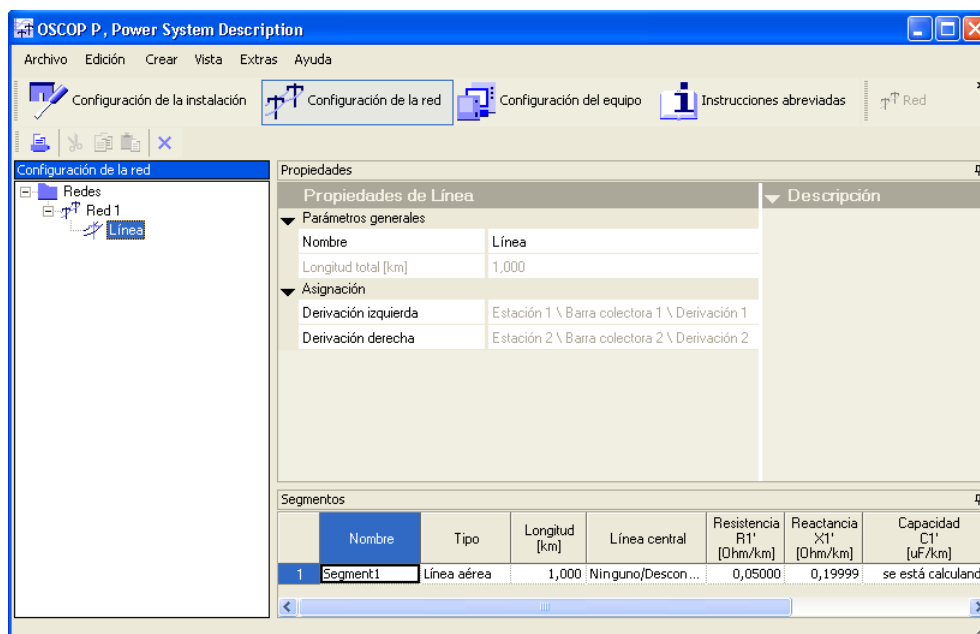 OSCOP P, Power System Description
Archivo Edición Crear Vista Extras Ayuda
Configuración de la instalación Configuración de la red Configuración del equipo Instrucciones abreviadas Red
Configuración de la red
Redes
Red 1
Línea
Propiedades
Propiedades de Línea Descripción
Parámetros generales
Nombre Línea
Longitud total [km] 1,000
Asignación
Derivación izquierda Estación 1 \ Barra colectora 1 \ Derivación 1
Derivación derecha Estación 2 \ Barra colectora 2 \ Derivación 2
Segmentos
Nombre Tipo Longitud [km] Línea central Resistencia R1' [Ohm/km] Reactancia X1' [Ohm/km] Capacidad C1' [uF/km]
1 Segment1 Línea aérea 1,000 Ninguno/Descon... 0,05000 0,19999 se está calculand